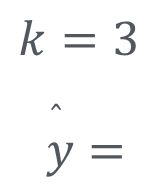 k = 3
ŷ =